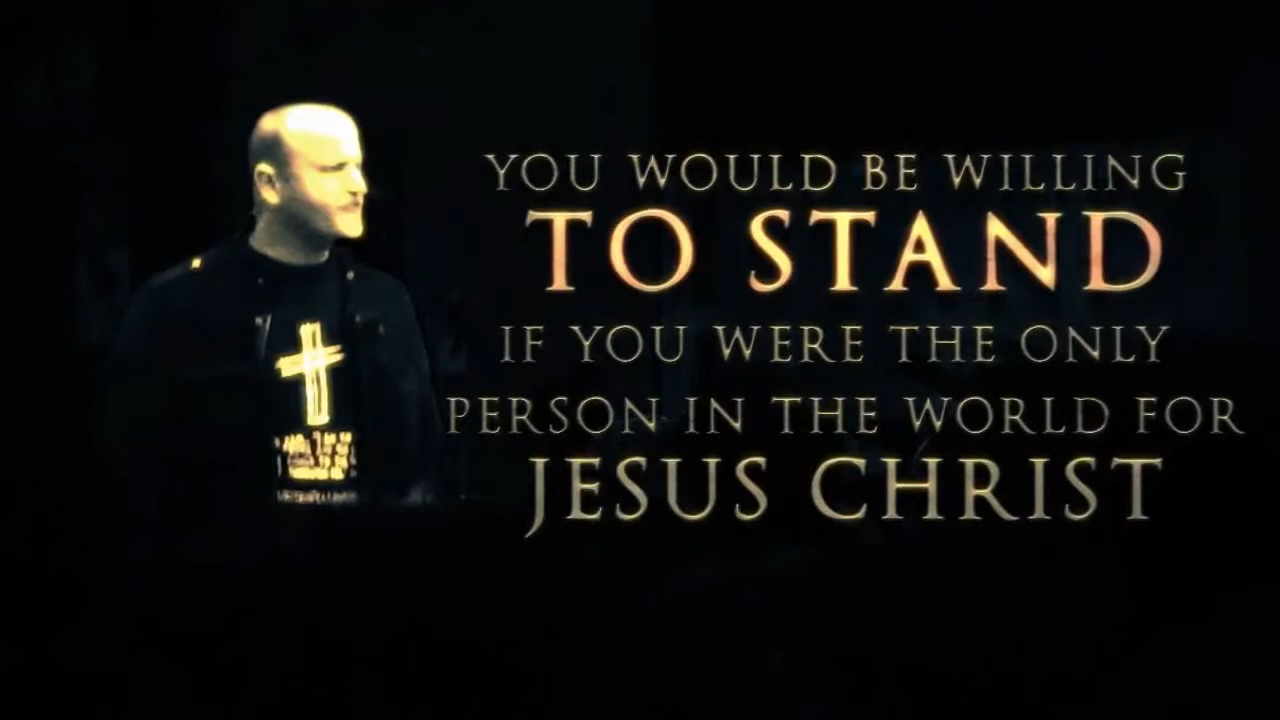 YOU WOULD BE WILLING
TO STAND
IF YOU WERE THE ONLY
PERSON IN THE WORLD FOR
JESUS CHRIST